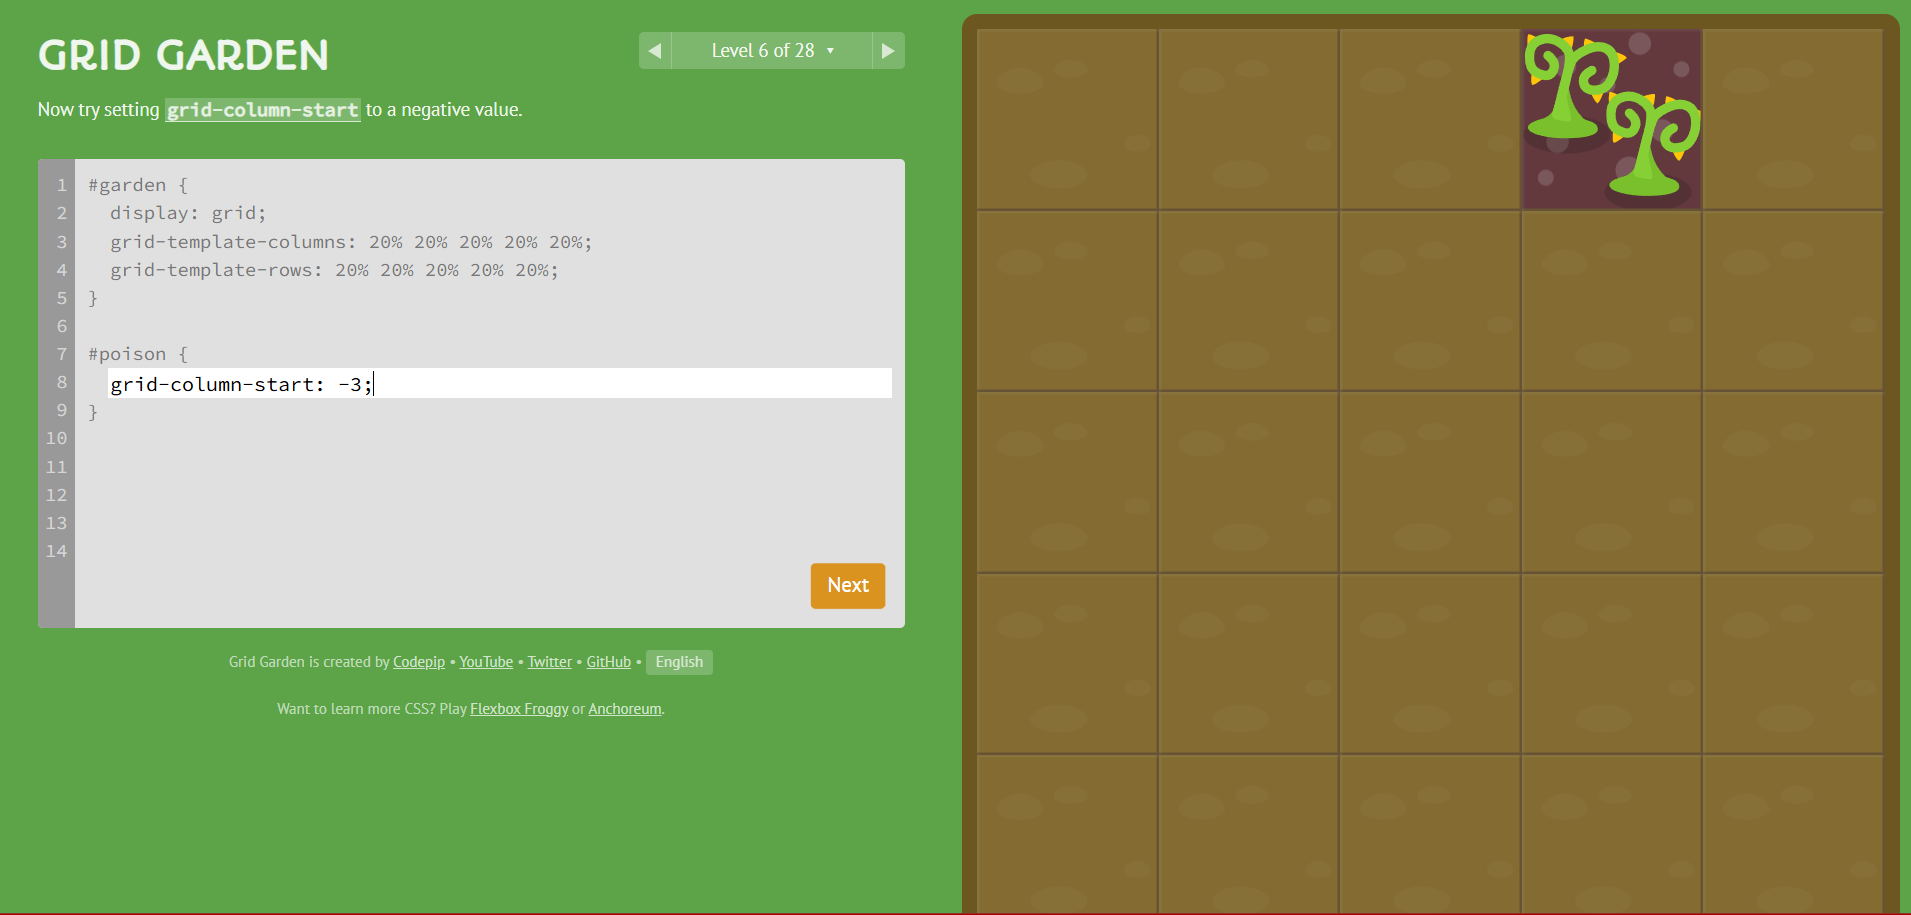 GRID GARDEN
◀ Level 6 of 28 ▼ ▶
Now try setting grid-column-start to a negative value.
1 #garden {
2 display: grid;
3 grid-template-columns: 20% 20% 20% 20% 20%;
4 grid-template-rows: 20% 20% 20% 20% 20%;
5 }
6
7 #poison {
8 grid-column-start: -3;
9 }
10
11
12
13
14
Next
Grid Garden is created by Codepip • YouTube • Twitter • GitHub • English
Want to learn more CSS? Play Flexbox Froggy or Anchoreum.